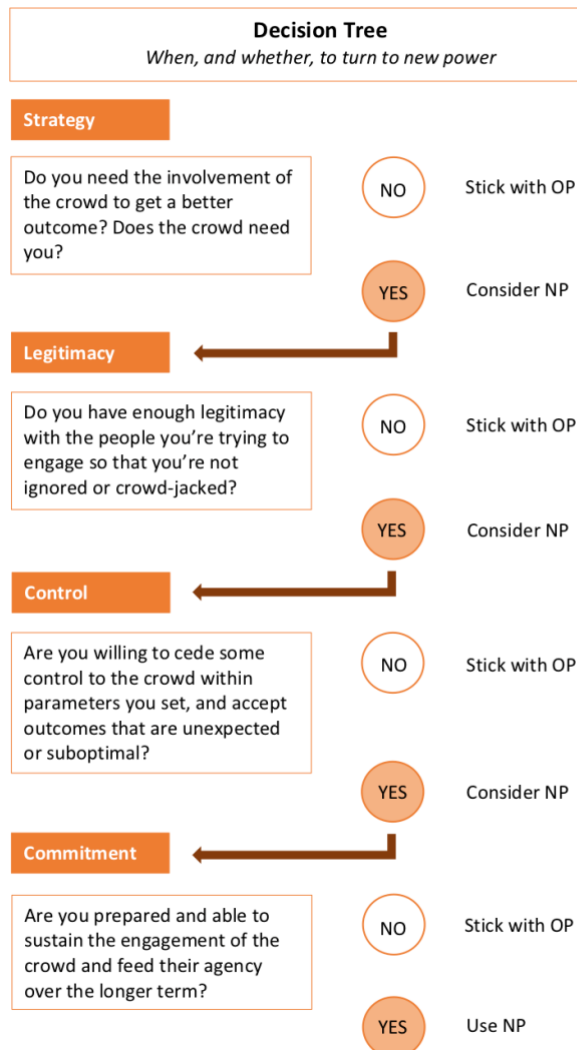 Decision Tree
When, and whether, to turn to new power
Strategy
Do you need the involvement of
the crowd to get a better
outcome? Does the crowd need
you?
NO
Stick with OP
YES
Consider NP
Legitimacy
Do you have enough legitimacy
with the people you’re trying to
engage so that you’re not
ignored or crowd-jacked?
NO
Stick with OP
YES
Consider NP
Control
Are you willing to cede some
control to the crowd within
parameters you set, and accept
outcomes that are unexpected
or suboptimal?
NO
Stick with OP
YES
Consider NP
Commitment
Are you prepared and able to
sustain the engagement of the
crowd and feed their agency
over the longer term?
NO
Stick with OP
YES
Use NP